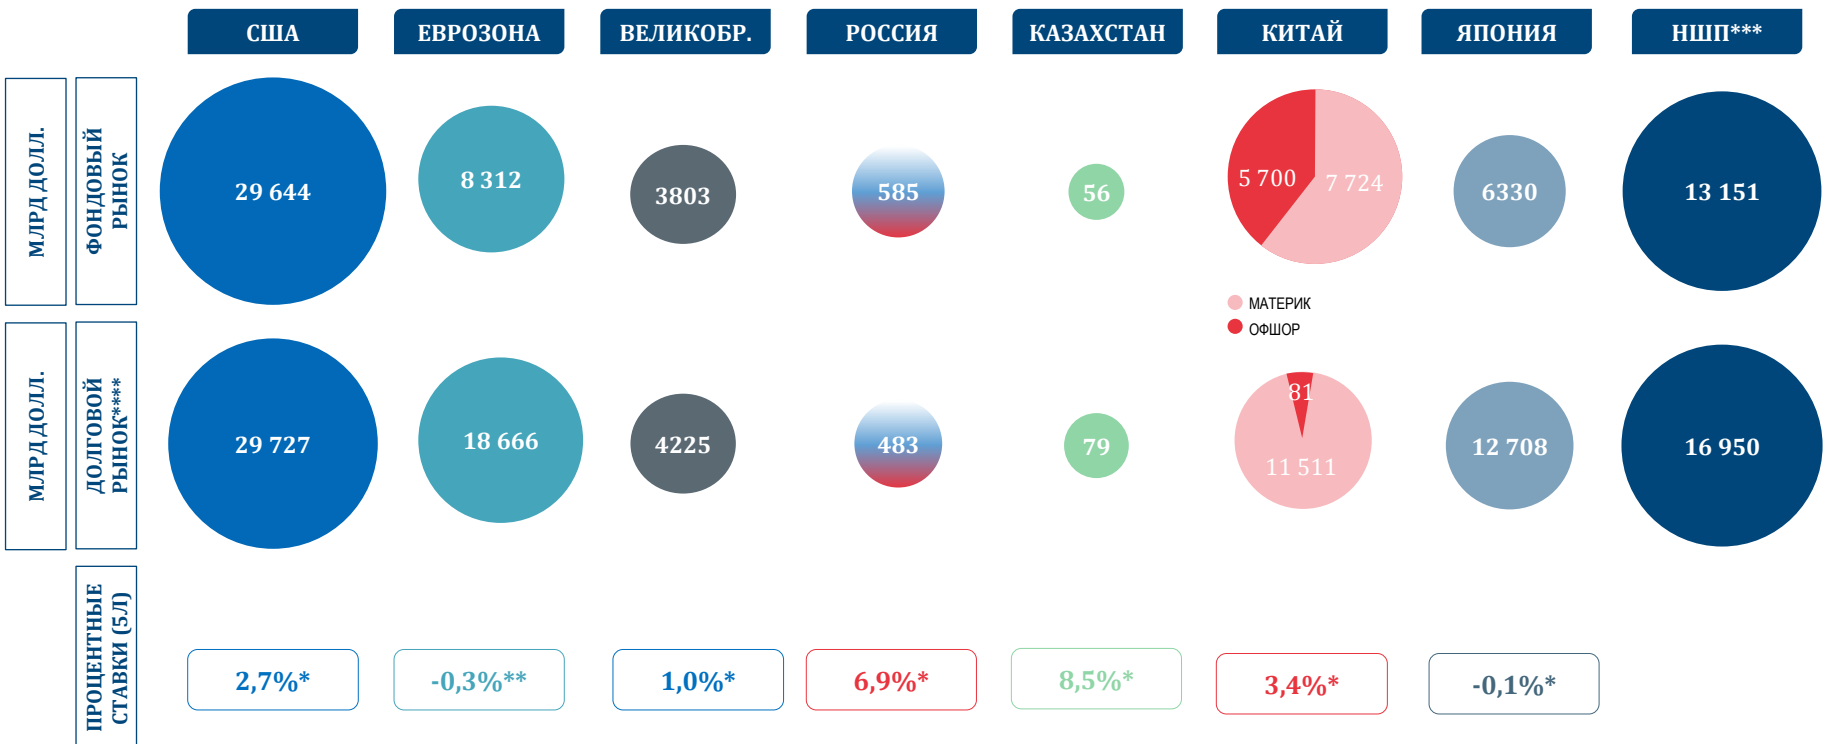 США
ЕВРОЗОНА
ВЕЛИКОБР.
РОССИЯ
КАЗАХСТАН
КИТАЙ
ЯПОНИЯ
НШП***
МЛРД ДОЛЛ.
ФОНДОВЫЙ
РЫНОК
29 644
8 312
3803
585
56
5 700
7 724
6330
13 151
МАТЕРИК
ОФШОР
МЛРД ДОЛЛ.
ДОЛГОВОЙ
РЫНОК****
29 727
18 666
4225
483
79
81
11 511
12 708
16 950
ПРОЦЕНТНЫЕ
СТАВКИ (5Л)
2,7%*
-0,3%**
1,0%*
6,9%*
8,5%*
3,4%*
-0,1%*